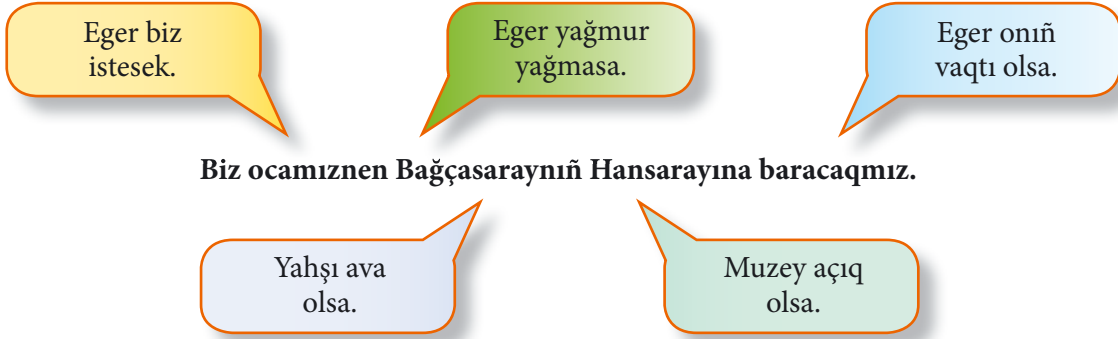 Eger biz
istesek.
Eger yağmur
yağmasa.
Eger onıñ
vaqtı olsa.
Biz ocamıznen Bağçasaraynıñ Hansarayına baracaqmız.
Yahşı ava
olsa.
Muzey açıq
olsa.